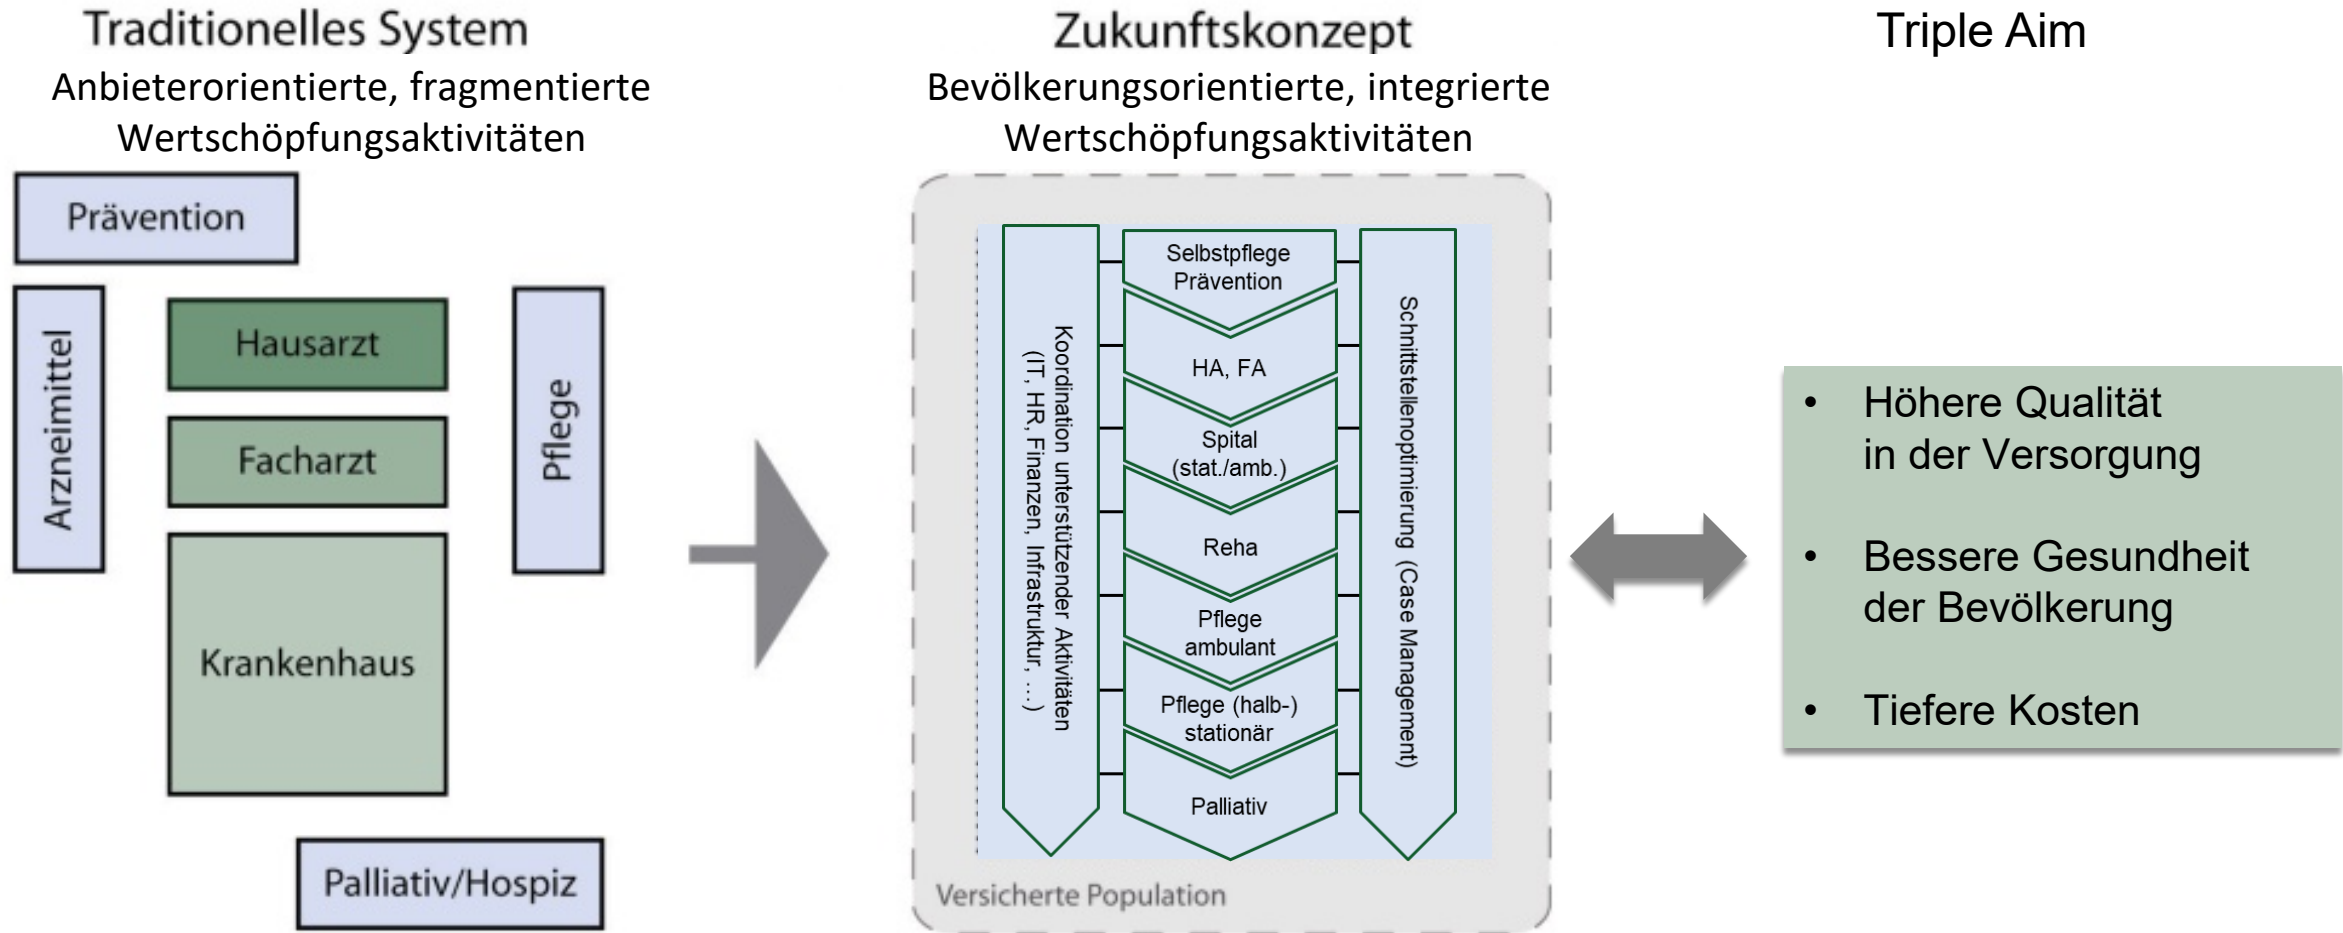 Traditionelles System
Anbieterorientierte, fragmentierte
Wertschöpfungsaktivitäten
Prävention
Arzneimittel
Hausarzt
Facharzt
Krankenhaus
Pflege
Palliativ/Hospiz
Zukunftskonzept
Bevölkerungsorientierte, integrierte
Wertschöpfungsaktivitäten
Koordination unterstützender Aktivitäten
(IT, HR, Finanzen, Infrastruktur, …)
Selbstpflege
Prävention
HA, FA
Spital
(stat./amb.)
Reha
Pflege
ambulant
Pflege (halb-)
stationär
Palliativ
Schnittstellenoptimierung (Case Management)
Versicherte Population
Triple Aim
• Höhere Qualität
in der Versorgung
• Bessere Gesundheit
der Bevölkerung
• Tiefere Kosten